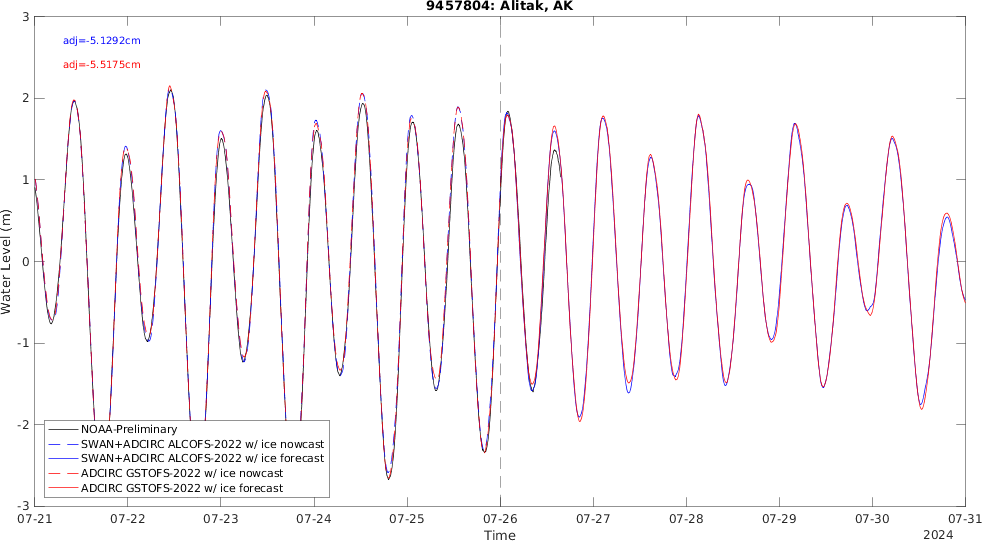 9457804: Alitak, AK
adj=-5.1292cm
adj=-5.5175cm
3
2
1
0
-1
-2
-3
Water Level (m)
NOAA-Preliminary
SWAN+ADCIRC ALCOFS-2022 w/ ice nowcast
SWAN+ADCIRC ALCOFS-2022 w/ ice forecast
ADCIRC GSTOFS-2022 w/ ice nowcast
ADCIRC GSTOFS-2022 w/ ice forecast
07-21 07-22 07-23 07-24 07-25 07-26 07-27 07-28 07-29 07-30 07-31
Time
2024